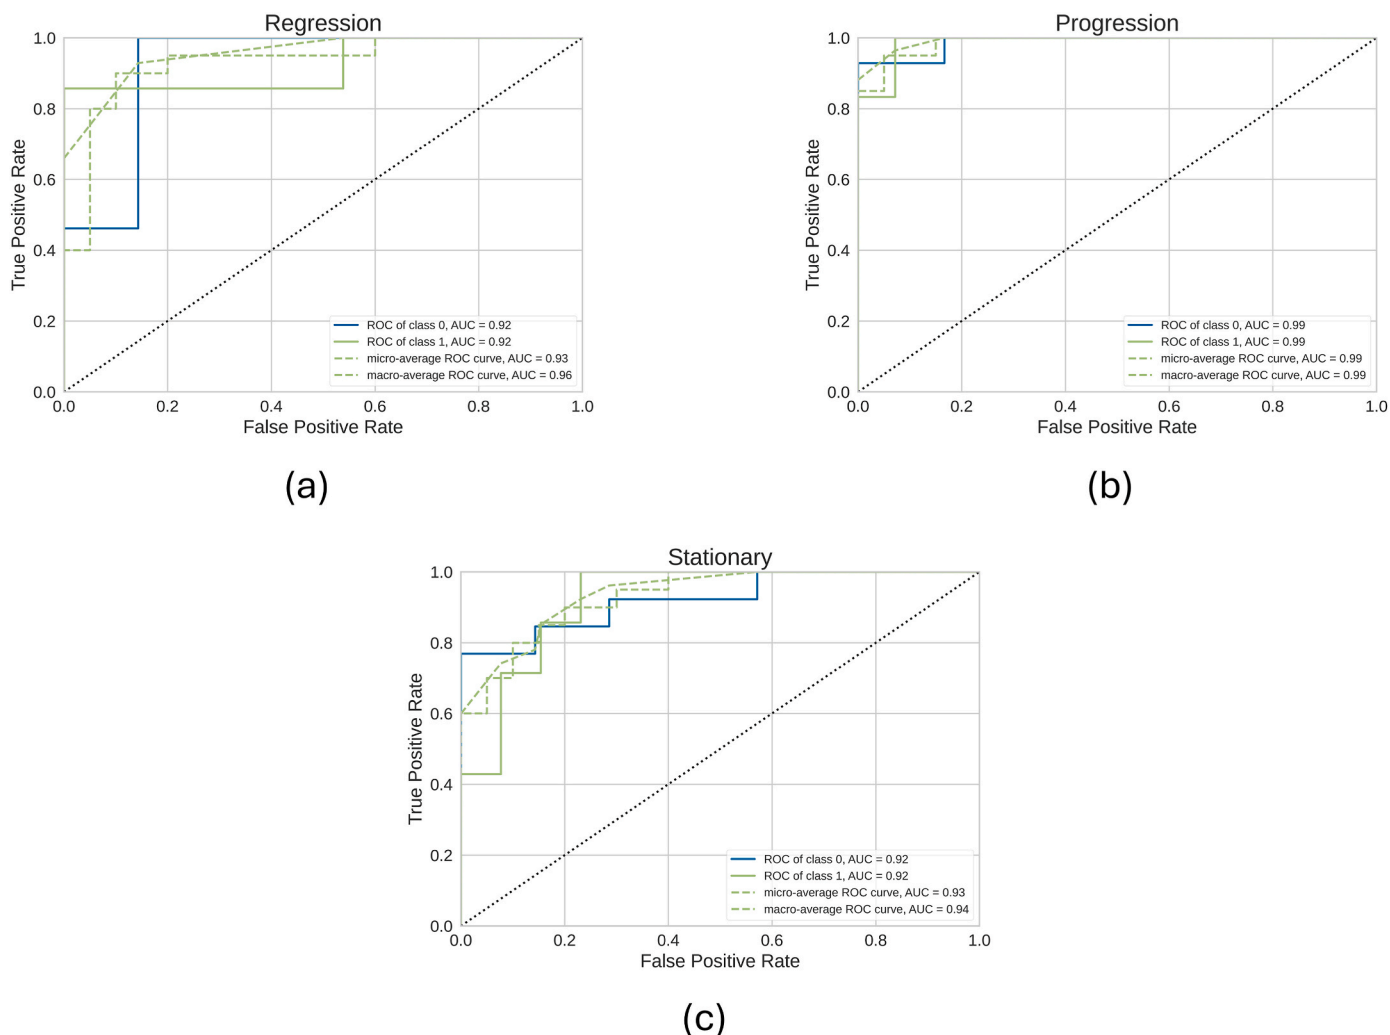 Regression
1.0
0.8
0.6
0.4
0.2
0.0
True Positive Rate
ROC of class 0, AUC = 0.92
ROC of class 1, AUC = 0.92
micro-average ROC curve, AUC = 0.93
macro-average ROC curve, AUC = 0.96
0.0 0.2 0.4 0.6 0.8 1.0
False Positive Rate
(a)
Progression
1.0
0.8
0.6
0.4
0.2
0.0
True Positive Rate
ROC of class 0, AUC = 0.99
ROC of class 1, AUC = 0.99
micro-average ROC curve, AUC = 0.99
macro-average ROC curve, AUC = 0.99
0.0 0.2 0.4 0.6 0.8 1.0
False Positive Rate
(b)
Stationary
1.0
0.8
0.6
0.4
0.2
0.0
True Positive Rate
ROC of class 0, AUC = 0.92
ROC of class 1, AUC = 0.92
micro-average ROC curve, AUC = 0.93
macro-average ROC curve, AUC = 0.94
0.0 0.2 0.4 0.6 0.8 1.0
False Positive Rate
(c)